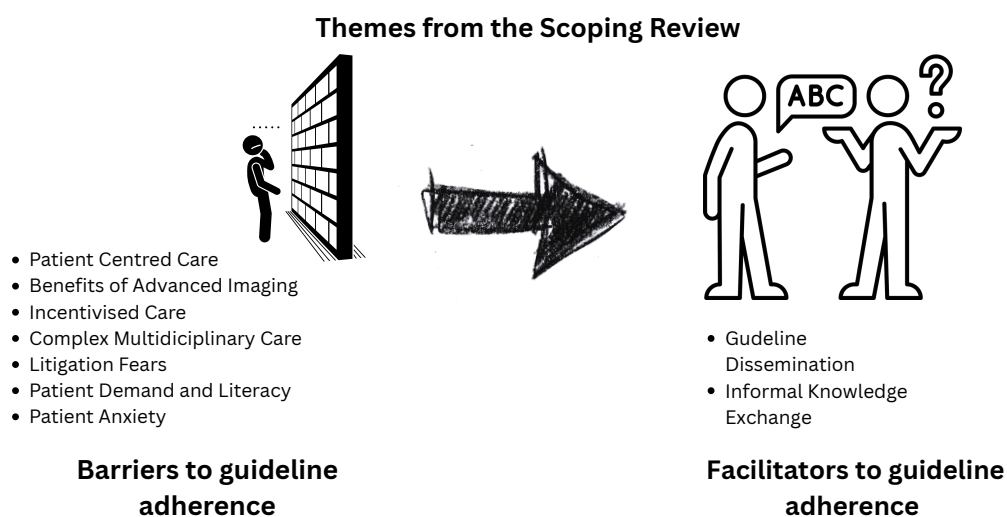 Themes from the Scoping Review
ABC
?
• Patient Centred Care
• Benefits of Advanced Imaging
• Incentivised Care
• Complex Multidiciplinary Care
• Litigation Fears
• Patient Demand and Literacy
• Patient Anxiety
Barriers to guideline
adherence
• Gudeline
Dissemination
• Informal Knowledge
Exchange
Facilitators to guideline
adherence